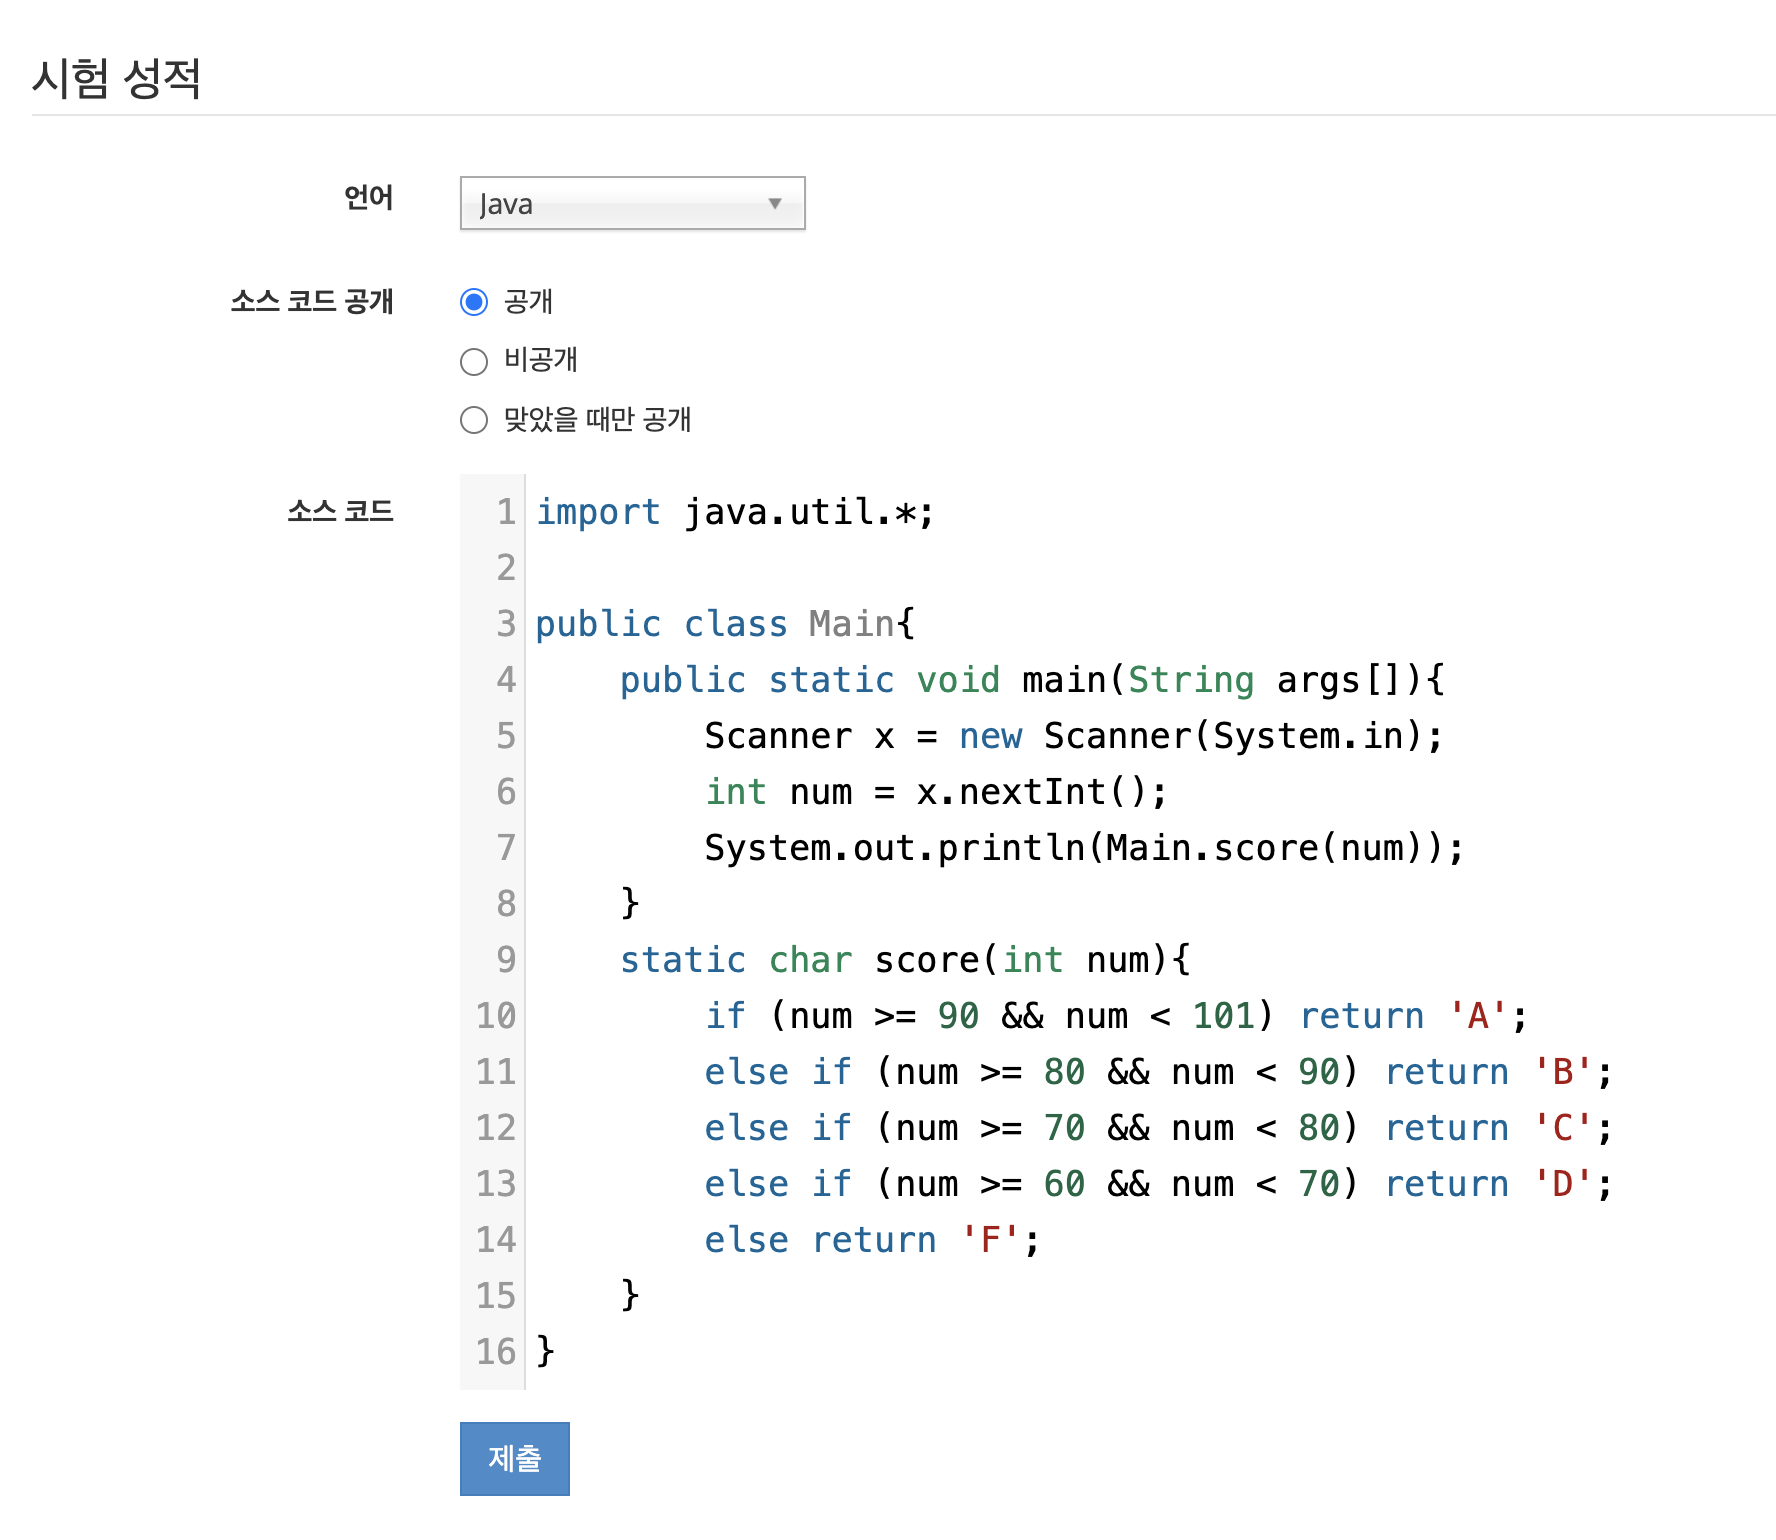 시험 성적
언어
Java
소스 코드 공개
공개
비공개
맞았을 때만 공개
소스 코드
1 import java.util.*;
2
3 public class Main{
4     public static void main(String args[]){
5         Scanner x = new Scanner(System.in);
6         int num = x.nextInt();
7         System.out.println(Main.score(num));
8     }
9     static char score(int num){
10         if (num >= 90 && num < 101) return 'A';
11         else if (num >= 80 && num < 90) return 'B';
12         else if (num >= 70 && num < 80) return 'C';
13         else if (num >= 60 && num < 70) return 'D';
14         else return 'F';
15     }
16 }
제출